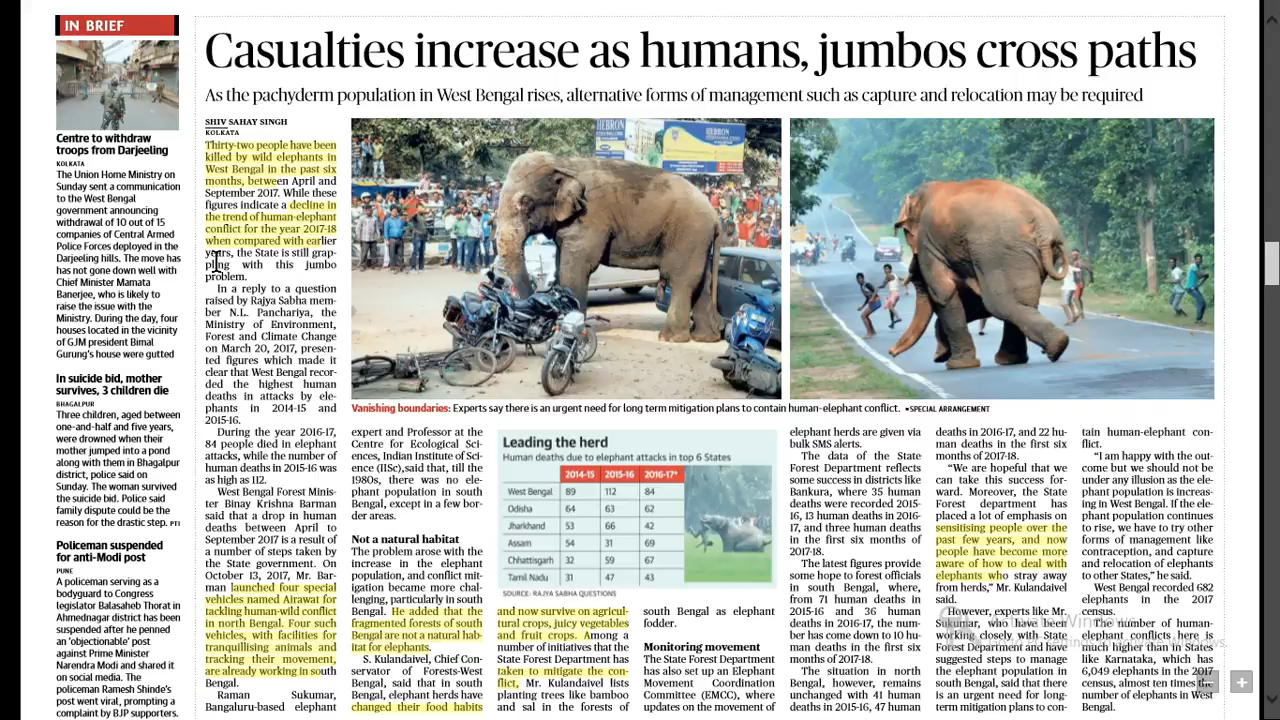 IN BRIEF
Centre to withdraw
troops from Darjeeling
KOLKATA
The Union Home Ministry on
Sunday sent a communication
to the West Bengal
government announcing
withdrawal of 10 out of 15
companies of Central Armed
Police Forces deployed in the
Darjeeling hills. The move has
has not gone down well with
Chief Minister Mamata
Banerjee, who is likely to
raise the issue with the
Ministry. During the day, four
houses located in the vicinity
of GJM president Bimal
Gurung's house were gutted
In suicide bid, mother
survives, 3 children die
BHAGALPUR
Three children, aged between
one-and-half and five years,
were drowned when their
mother jumped into a pond
along with them in Bhagalpur
district, police said on
Sunday. The woman survived
the suicide bid. Police said
family dispute could be the
reason for the drastic step. PTI
Policeman suspended
for anti-Modi post
PUNE
A policeman serving as a
bodyguard to Congress
legislator Balasaheb Thorat in
Ahmednagar district has been
suspended after he penned
an 'objectionable' post
against Prime Minister
Narendra Modi and shared it
on social media. The
policeman Ramesh Shinde's
post went viral, prompting a
complaint by BJP supporters.
Casualties increase as humans, jumbos cross paths
As the pachyderm population in West Bengal rises, alternative forms of management such as capture and relocation may be required
SHIV SAHAY SINGH
KOLKATA
Thirty-two people have been
killed by wild elephants in
West Bengal in the past six
months, between April and
September 2017. While these
figures indicate a decline in
the trend of human-elephant
conflict for the year 2017-18
when compared with earlier
years, the State is still grap-
pling with this jumbo
problem.
In a reply to a question
raised by Rajya Sabha mem-
ber N.L. Panchariya, the
Ministry of Environment,
Forest and Climate Change
on March 20, 2017, presen-
ted figures which made it
clear that West Bengal recor-
ded the highest human
deaths in attacks by ele-
phants in 2014-15 and
2015-16.
During the year 2016-17,
84 people died in elephant
attacks, while the number of
human deaths in 2015-16 was
as high as 112.
West Bengal Forest Minis-
ter Binay Krishna Barman
said that a drop in human
deaths between April to
September 2017 is a result of
a number of steps taken by
the State government. On
October 13, 2017, Mr. Bar-
man launched four special
vehicles named Airawat for
tackling human-wild conflict
in north Bengal. Four such
vehicles, with facilities for
tranquilising animals and
tracking their movement,
are already working in south
Bengal.
Raman Sukumar,
Bangaluru-based elephant
HEBRON
HEBRON
Vanishing boundaries: Experts say there is an urgent need for long term mitigation plans to contain human-elephant conflict. ▪SPECIAL ARRANGEMENT
expert and Professor at the
Centre for Ecological Sci-
ences, Indian Institute of Sci-
ence (IISc),said that, till the
1980s, there was no ele-
phant population in south
Bengal, except in a few bor-
der areas.
Not a natural habitat
The problem arose with the
increase in the elephant
population, and conflict mit-
igation became more chal-
lenging, particularly in south
Bengal. He added that the
fragmented forests of south
Bengal are not a natural hab-
itat for elephants.
S. Kulandaivel, Chief Con-
servator of Forests-West
Bengal, said that in south
Bengal, elephant herds have
changed their food habits
Leading the herd
Human deaths due to elephant attacks in top 6 States
2014-15 2015-16 2016-17*
West Bengal 89 112 84
Odisha 64 63 62
Jharkhand 53 66 42
Assam 54 31 69
Chhattisgarh 32 59 67
Tamil Nadu 31 47 43
SOURCE: RAJYA SABHA QUESTIONS
and now survive on agricul-
tural crops, juicy vegetables
and fruit crops. Among a
number of initiatives that the
State Forest Department has
taken to mitigate the con-
flict, Mr. Kulandaivel lists
planting trees like bamboo
and sal in the forests of
south Bengal as elephant
fodder.
Monitoring movement
The State Forest Department
has also set up an Elephant
Movement Coordination
Committee (EMCC), where
updates on the movement of
elephant herds are given via
bulk SMS alerts.
The data of the State
Forest Department reflects
some success in districts like
Bankura, where 35 human
deaths were recorded 2015-
16, 13 human deaths in 2016-
17, and three human deaths
in the first six months of
2017-18.
The latest figures provide
some hope to forest officials
in south Bengal, where,
from 71 human deaths in
2015-16 and 36 human
deaths in 2016-17, the num-
ber has come down to 10 hu-
man deaths in the first six
months of 2017-18.
The situation in north
Bengal, however, remains
unchanged with 41 human
deaths in 2015-16, 47 human
deaths in 2016-17, and 22 hu-
man deaths in the first six
months of 2017-18.
"We are hopeful that we
can take this success for-
ward. Moreover, the State
Forest department has
placed a lot of emphasis on
sensitising people over the
past few years, and now
people have become more
aware of how to deal with
elephants who stray away
from herds," Mr. Kulandaivel
said.
However, experts like Mr.
Sukumar, who have been
working closely with State
Forest Department and have
suggested steps to manage
the elephant population in
south Bengal, said that there
is an urgent need for long-
term mitigation plans to con-
tain human-elephant con-
flict.
"I am happy with the out-
come but we should not be
under any illusion as the ele-
phant population is increas-
ing in West Bengal. If the ele-
phant population continues
to rise, we have to try other
forms of management like
contraception, and capture
and relocation of elephants
to other States," he said.
West Bengal recorded 682
elephants in the 2017
census.
The number of human-
elephant conflicts here is
much higher than in States
like Karnataka, which has
6,049 elephants in the 2017
census, almost ten times the
number of elephants in West
Bengal.
Activate Windows